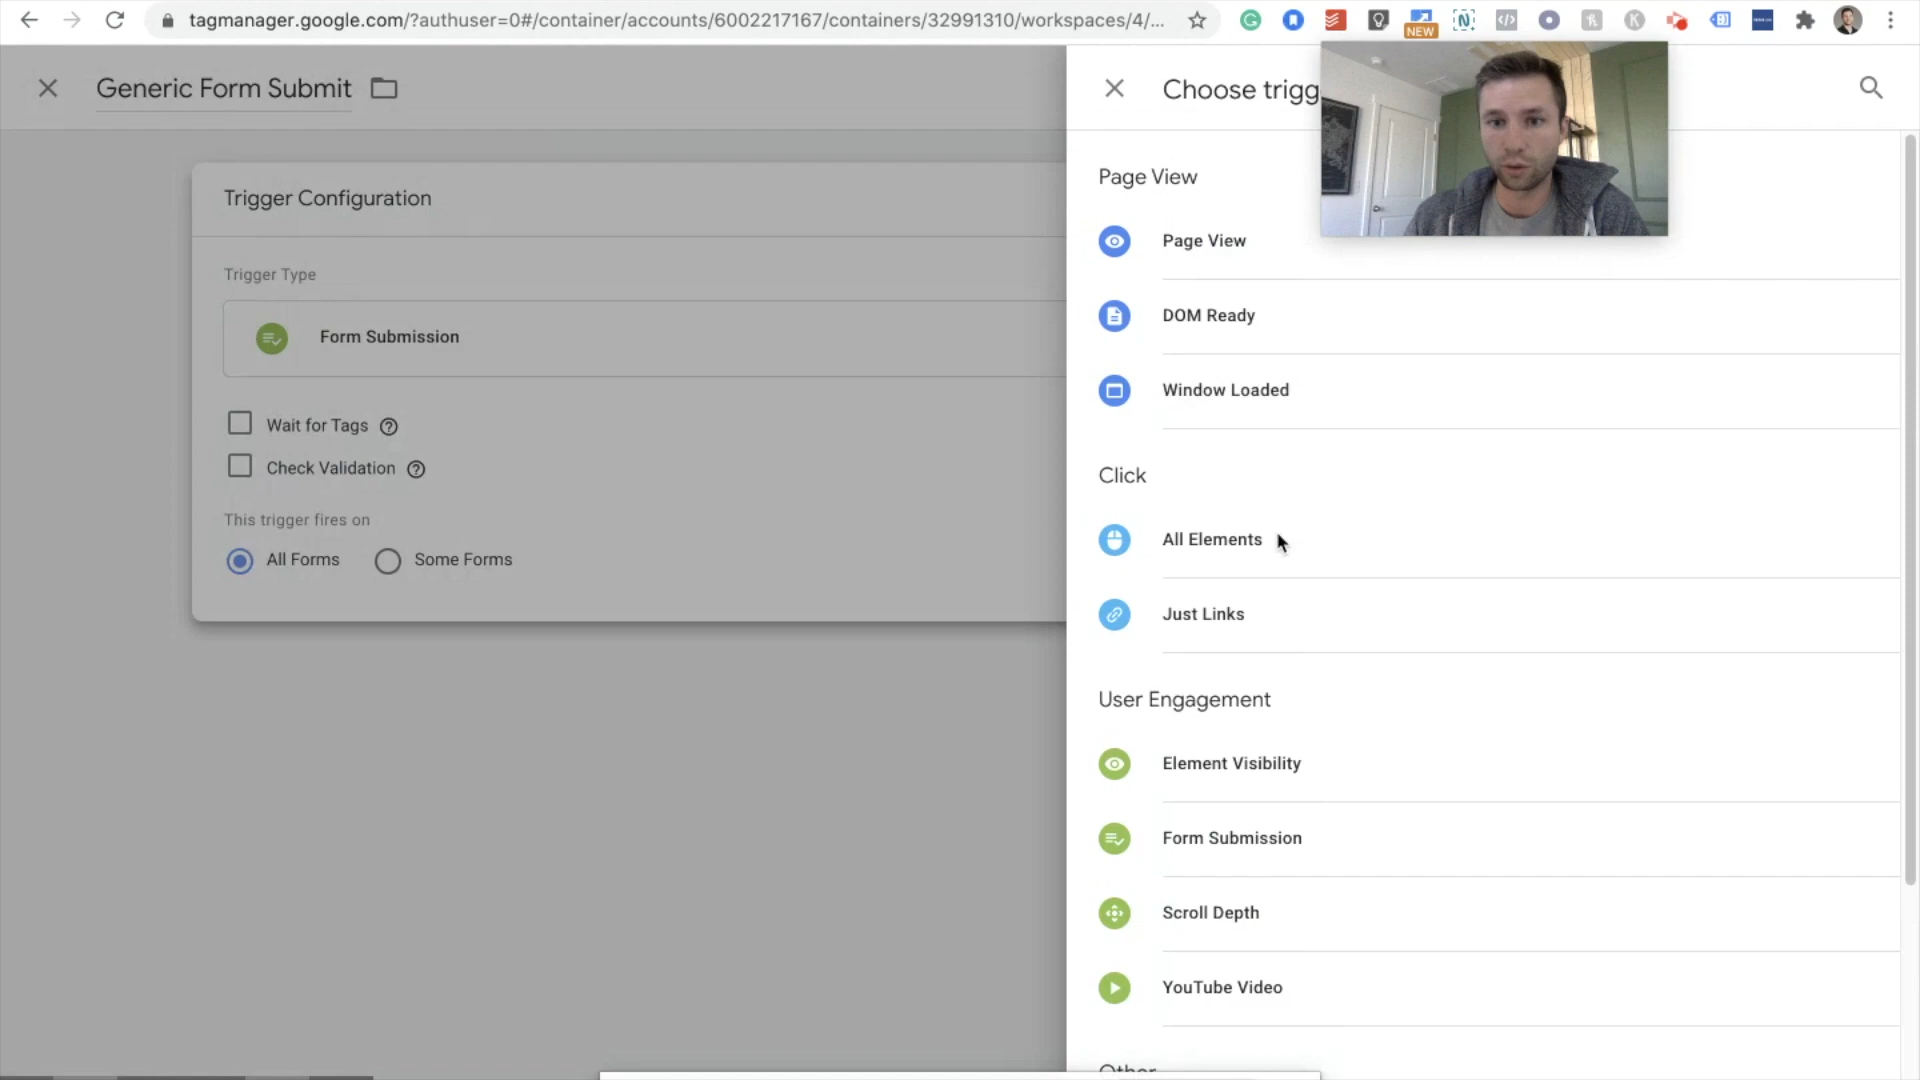 tagmanager.google.com/?authuser=0#/container/accounts/6002217167/containers/32991310/workspaces/4/...
NEW
Generic Form Submit
Choose trigg
Trigger Configuration
Trigger Type
Form Submission
Wait for Tags
Check Validation
This trigger fires on
All Forms
Some Forms
Page View
Page View
DOM Ready
Window Loaded
Click
All Elements
Just Links
User Engagement
Element Visibility
Form Submission
Scroll Depth
YouTube Video
Other